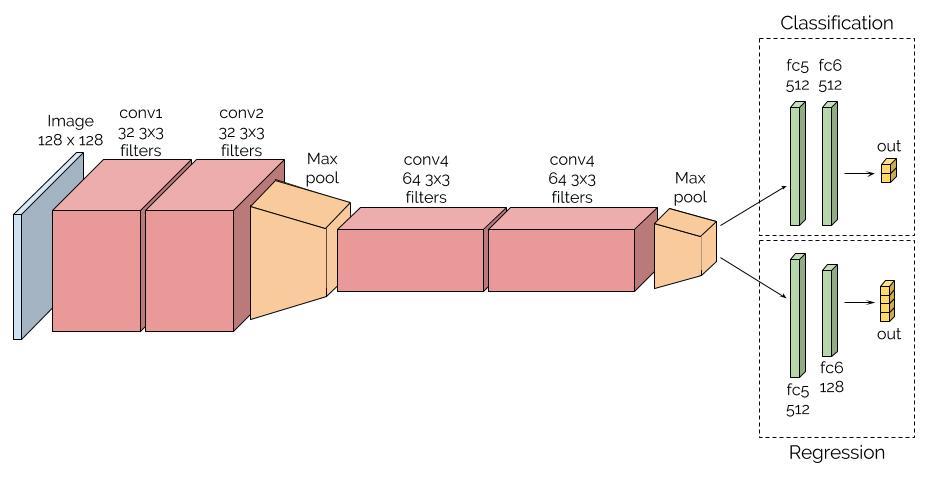 Classification
fc5 fc6
512 512
out
Image
128 x 128
conv1
32 3x3
filters
conv2
32 3x3
filters
Max
pool
conv4
64 3x3
filters
conv4
64 3x3
filters
Max
pool
out
fc6
128
fc5
512
Regression